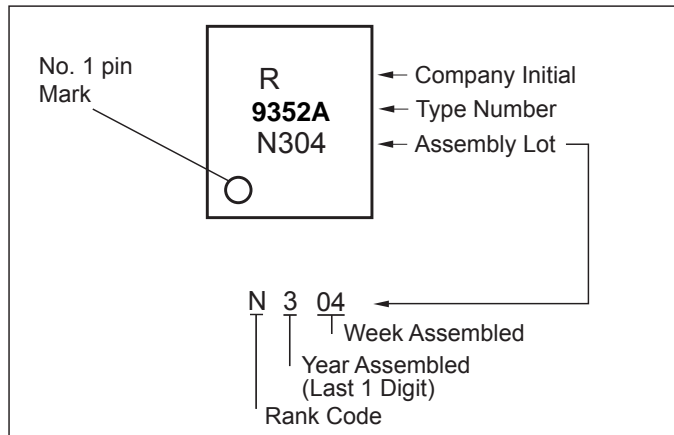 No. 1 pin
Mark
R
9352A
N304
Company Initial
Type Number
Assembly Lot
N 3 04
Week Assembled
Year Assembled
(Last 1 Digit)
Rank Code